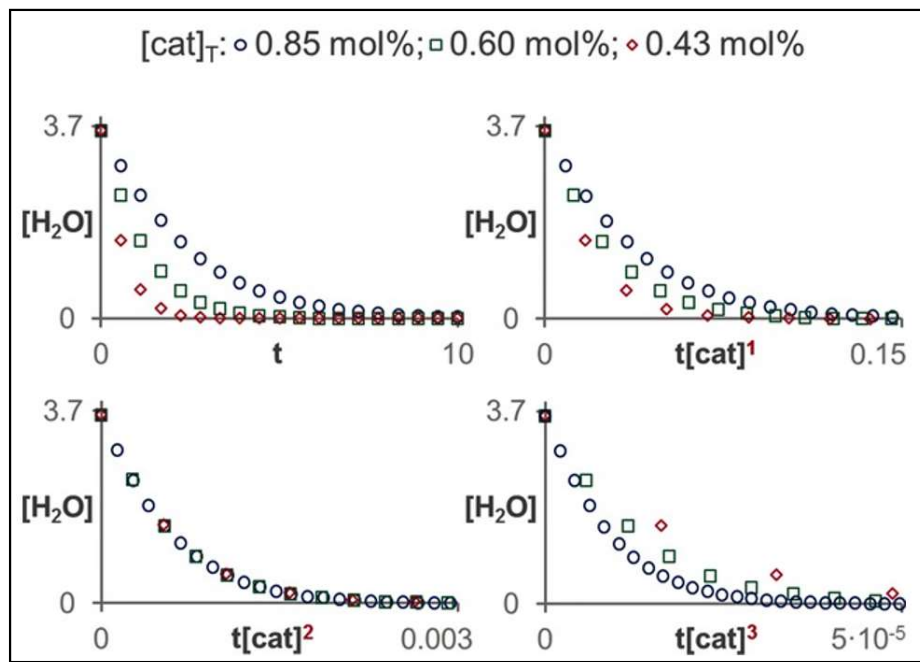 [cat]T: 0.85 mol%; 0.60 mol%; 0.43 mol%
3.7
[H₂O]
0
0
t
10
3.7
[H₂O]
0
0
t[cat]¹
0.15
3.7
[H₂O]
0
0
t[cat]²
0.003
3.7
[H₂O]
0
0
t[cat]³
5·10⁻⁵